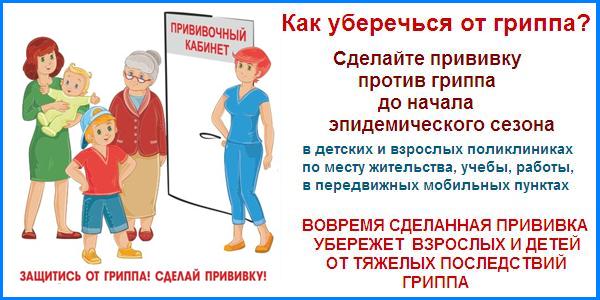 ПРИВИВОЧНЫЙ
КАБИНЕТ
ЗАЩИТИСЬ ОТ ГРИППА! СДЕЛАЙ ПРИВИВКУ!
Как уберечься от гриппа?
Сделайте прививку
против гриппа
до начала
эпидемического сезона
в детских и взрослых поликлиниках
по месту жительства, учебы, работы,
в передвижных мобильных пунктах
ВОВРЕМЯ СДЕЛАННАЯ ПРИВИВКА
УБЕРЕЖЕТ ВЗРОСЛЫХ И ДЕТЕЙ
ОТ ТЯЖЕЛЫХ ПОСЛЕДСТВИЙ
ГРИППА